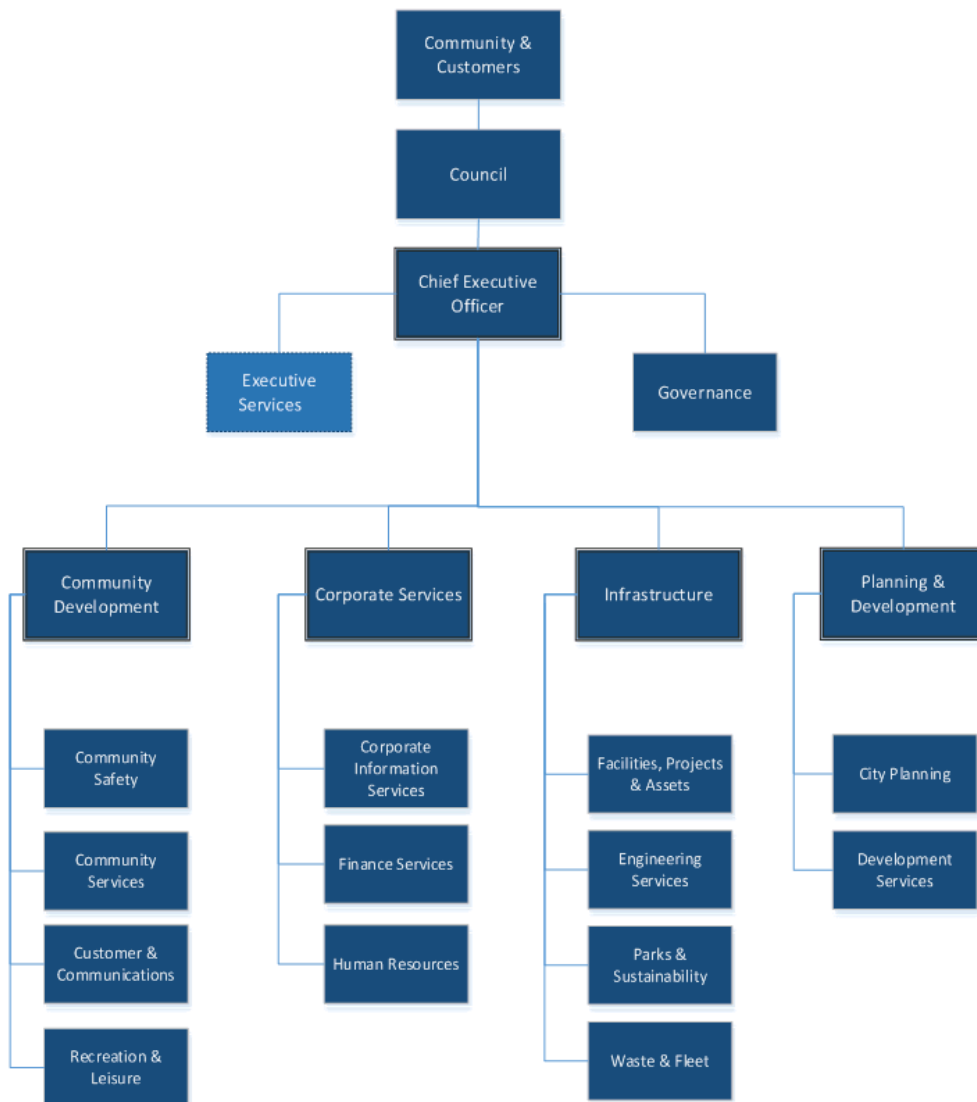 Community &
Customers
Council
Chief Executive
Officer
Executive
Services
Governance
Community
Development
Corporate Services
Infrastructure
Planning &
Development
Community
Safety
Corporate
Information
Services
Facilities, Projects
& Assets
City Planning
Community
Services
Finance Services
Engineering
Services
Development
Services
Customer &
Communications
Human Resources
Parks &
Sustainability
Recreation &
Leisure
Waste & Fleet